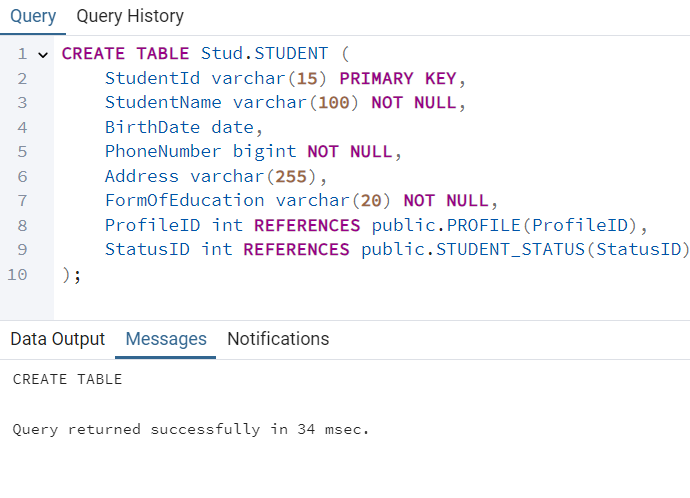 Query Query History
1 CREATE TABLE Stud.STUDENT (
2 StudentId varchar(15) PRIMARY KEY,
3 StudentName varchar(100) NOT NULL,
4 BirthDate date,
5 PhoneNumber bigint NOT NULL,
6 Address varchar(255),
7 FormOfEducation varchar(20) NOT NULL,
8 ProfileID int REFERENCES public.PROFILE(ProfileID),
9 StatusID int REFERENCES public.STUDENT_STATUS(StatusID)
10 );
Data Output Messages Notifications
CREATE TABLE
Query returned successfully in 34 msec.